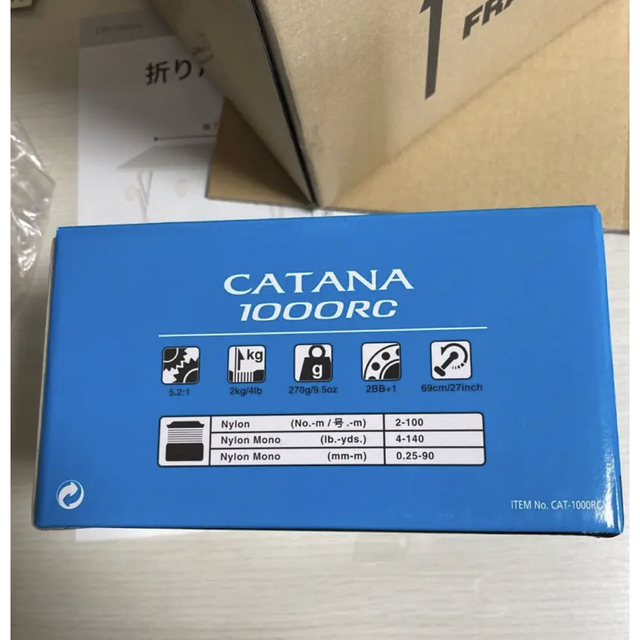 折り
FRA
CATANA
1000RC
kg
g
5.2:1 2kg/4lb 270g/9.5oz 2BB+1 69cm/27inch
Nylon (No.-m / 号.-m) 2-100
Nylon Mono (lb.-yds.) 4-140
Nylon Mono (mm-m) 0.25-90
ITEM No. CAT-1000RC